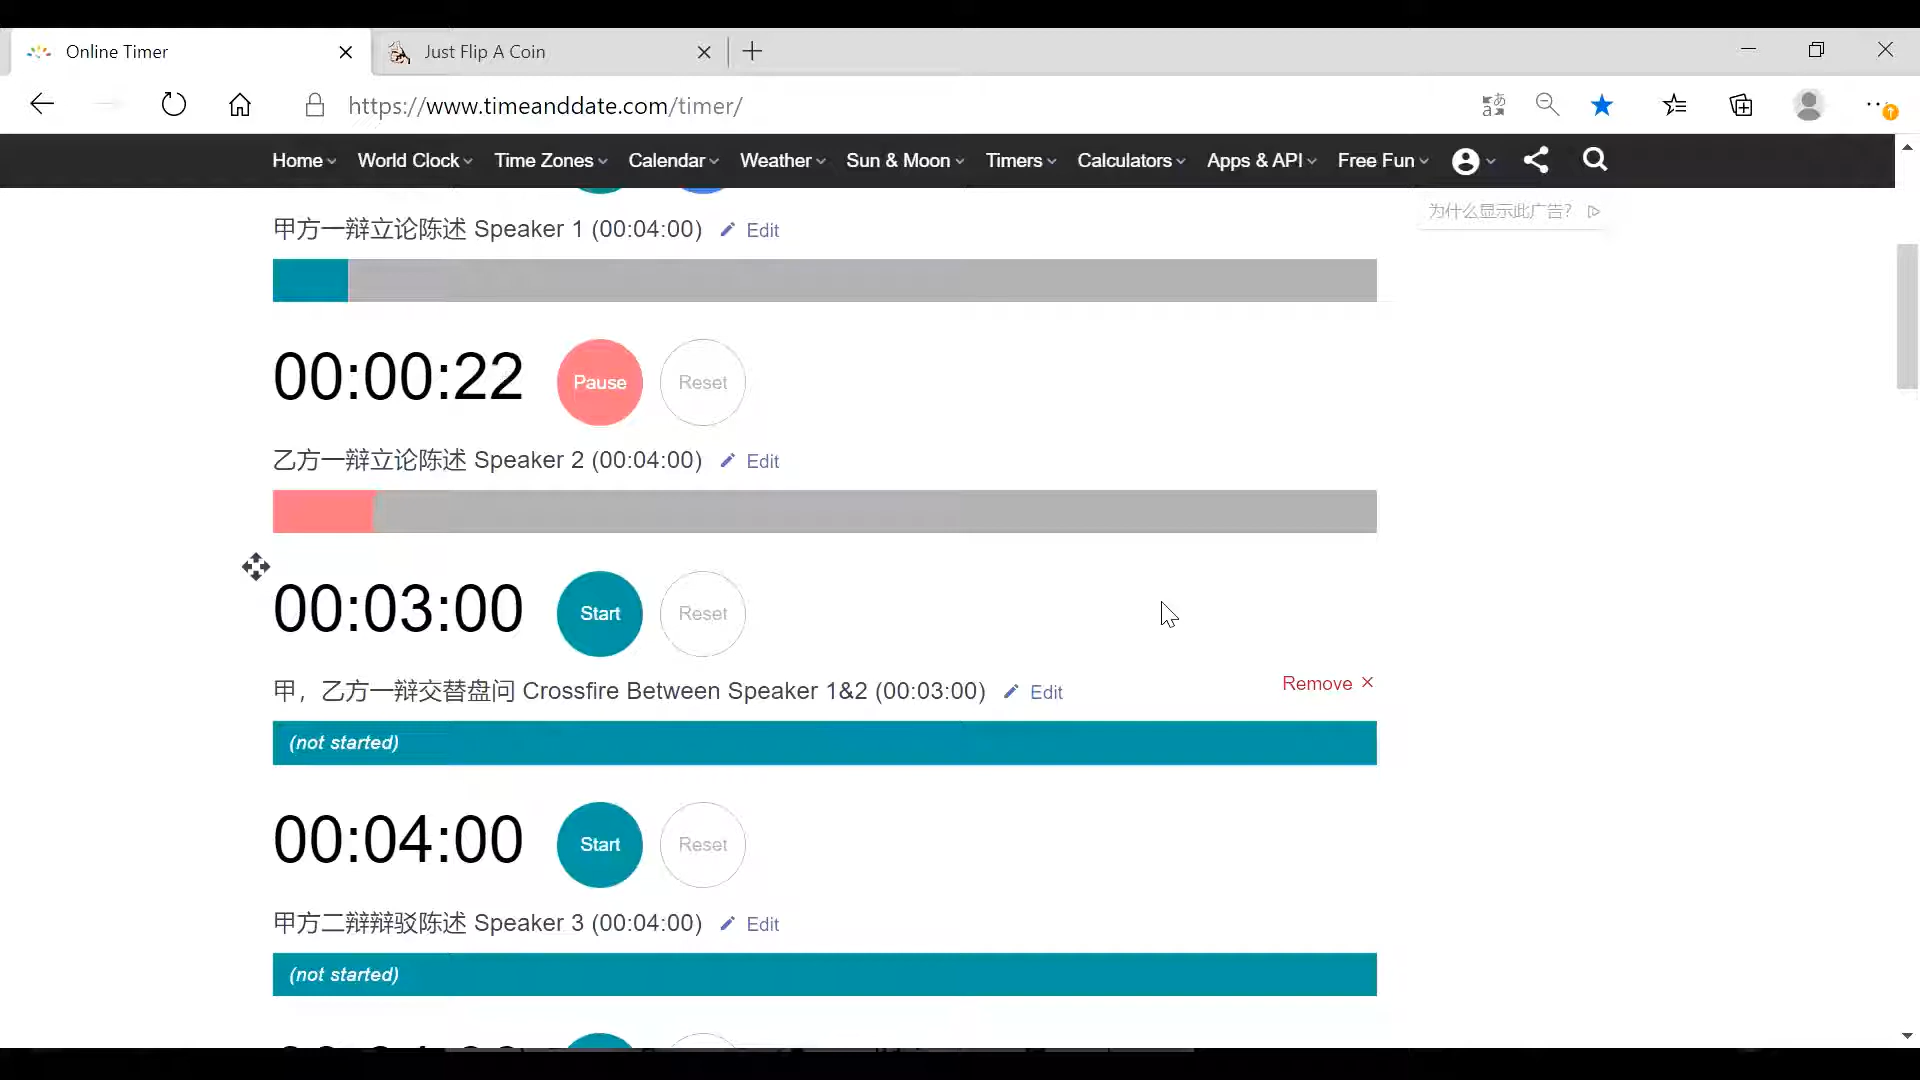 Online Timer
Just Flip A Coin
https://www.timeanddate.com/timer/
Home World Clock Time Zones Calendar Weather Sun & Moon Timers Calculators Apps & API Free Fun
为什么显示此广告?
甲方一辩立论陈述 Speaker 1 (00:04:00) Edit
00:00:22 Pause Reset
乙方一辩立论陈述 Speaker 2 (00:04:00) Edit
00:03:00 Start Reset
甲，乙方一辩交替盘问 Crossfire Between Speaker 1&2 (00:03:00) Edit
Remove ×
(not started)
00:04:00 Start Reset
甲方二辩辩驳陈述 Speaker 3 (00:04:00) Edit
(not started)